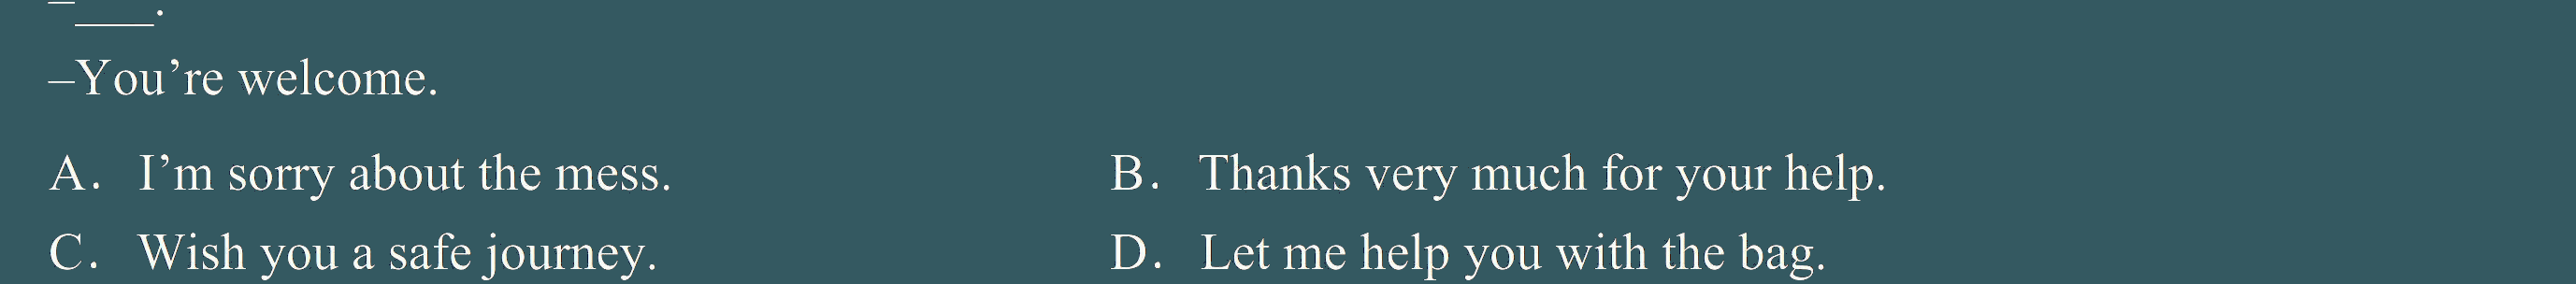 –____.
–You’re welcome.
A. I’m sorry about the mess. B. Thanks very much for your help.
C. Wish you a safe journey. D. Let me help you with the bag.